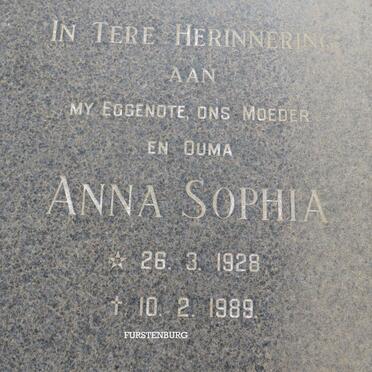 In Tere Herinnering
aan
my Eggenote, ons Moeder
en Ouma
Anna Sophia
☆ 26. 3. 1928
† 10. 2. 1989.
FURSTENBURG